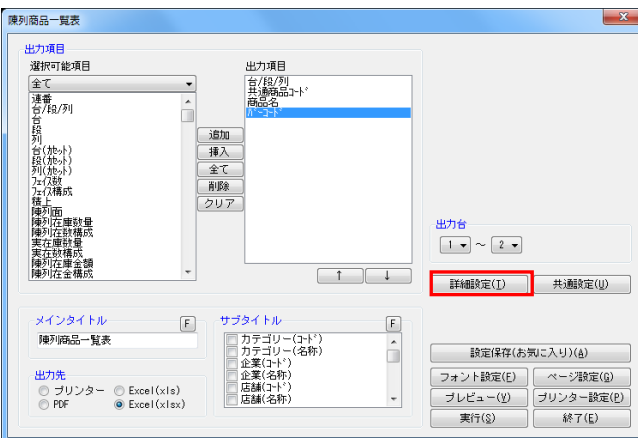 陳列商品一覧表
出力項目
選択可能項目
全て
連番
台/段/列
台
段
列
台(カセット)
段(カセット)
列(カセット)
フェイス数
フェイス構成
積上
陳列面
陳列在庫数量
陳列在数構成
実在庫数量
実在数構成
陳列在庫金額
陳列在金構成
追加
挿入
全て
削除
クリア
出力項目
台/段/列
共通商品コード
商品名
バーコード
↑
↓
出力台
1 ～ 2
詳細設定(I)
共通設定(U)
メインタイトル
F
陳列商品一覧表
サブタイトル
F
カテゴリー(コード)
カテゴリー(名称)
企業(コード)
企業(名称)
店舗(コード)
店舗(名称)
出力先
プリンター
Excel(xls)
PDF
Excel(xlsx)
設定保存(お気に入り)(A)
フォント設定(F)
ページ設定(G)
プレビュー(V)
プリンター設定(P)
実行(S)
終了(E)